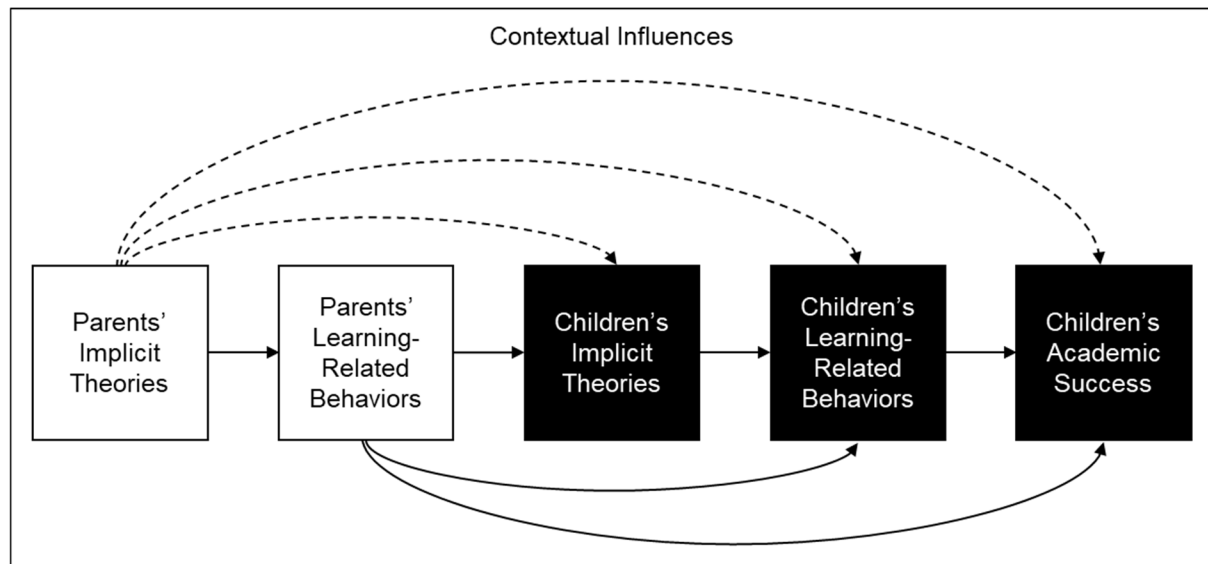 Contextual Influences
Parents’
Implicit
Theories
Parents’
Learning-
Related
Behaviors
Children’s
Implicit
Theories
Children’s
Learning-
Related
Behaviors
Children’s
Academic
Success